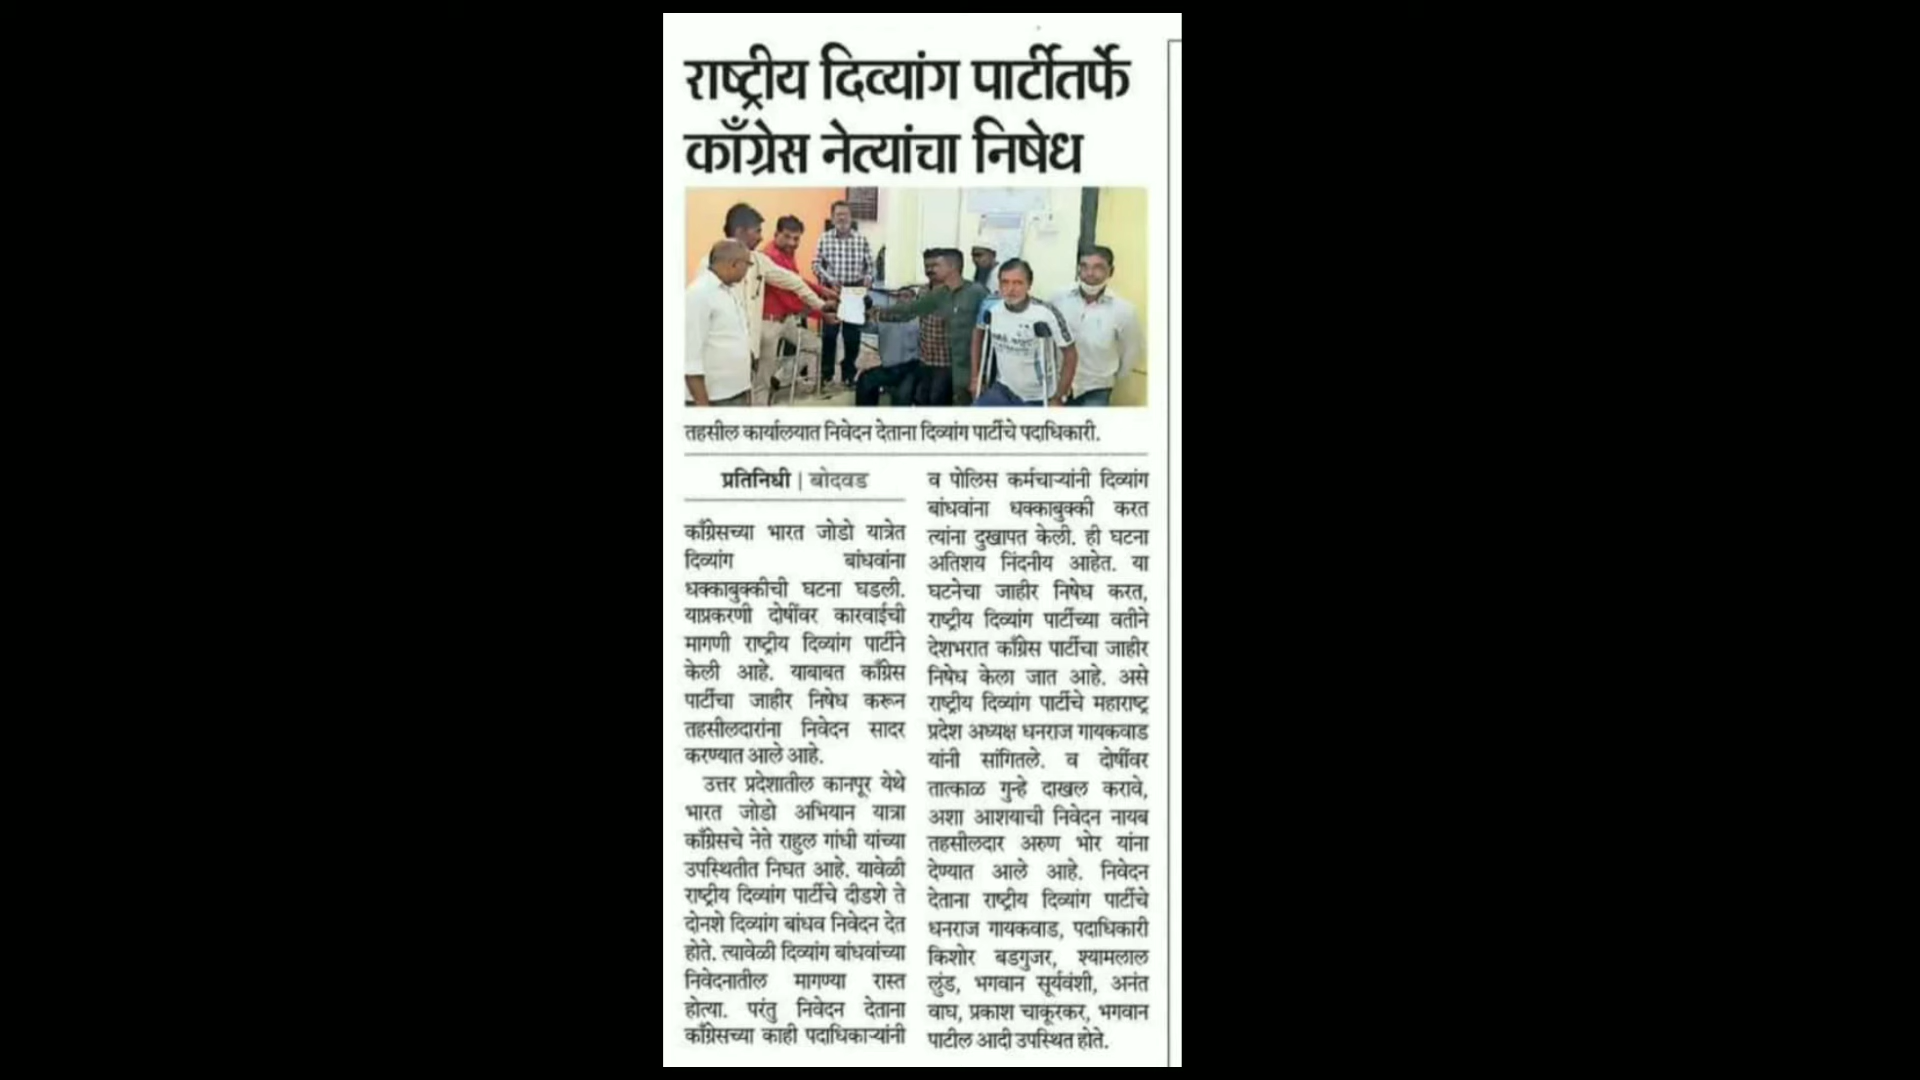 राष्ट्रीय दिव्यांग पार्टीतर्फे
काँग्रेस नेत्यांचा निषेध
तहसील कार्यालयात निवेदन देताना दिव्यांग पार्टीचे पदाधिकारी.
प्रतिनिधी | बोदवड
काँग्रेसच्या भारत जोडो यात्रेत
दिव्यांग बांधवांना
धक्काबुक्कीची घटना घडली.
याप्रकरणी दोषींवर कारवाईची
मागणी राष्ट्रीय दिव्यांग पार्टीने
केली आहे. याबाबत काँग्रेस
पार्टीचा जाहीर निषेध करून
तहसीलदारांना निवेदन सादर
करण्यात आले आहे.
उत्तर प्रदेशातील कानपूर येथे
भारत जोडो अभियान यात्रा
काँग्रेसचे नेते राहुल गांधी यांच्या
उपस्थितीत निघत आहे. यावेळी
राष्ट्रीय दिव्यांग पार्टीचे दीडशे ते
दोनशे दिव्यांग बांधव निवेदन देत
होते. त्यावेळी दिव्यांग बांधवांच्या
निवेदनातील मागण्या रास्त
होत्या. परंतु निवेदन देताना
काँग्रेसच्या काही पदाधिकाऱ्यांनी
व पोलिस कर्मचाऱ्यांनी दिव्यांग
बांधवांना धक्काबुक्की करत
त्यांना दुखापत केली. ही घटना
अतिशय निंदनीय आहेत. या
घटनेचा जाहीर निषेध करत,
राष्ट्रीय दिव्यांग पार्टीच्या वतीने
देशभरात काँग्रेस पार्टीचा जाहीर
निषेध केला जात आहे. असे
राष्ट्रीय दिव्यांग पार्टीचे महाराष्ट्र
प्रदेश अध्यक्ष धनराज गायकवाड
यांनी सांगितले. व दोषींवर
तात्काळ गुन्हे दाखल करावे,
अशा आशयाची निवेदन नायब
तहसीलदार अरुण भोर यांना
देण्यात आले आहे. निवेदन
देताना राष्ट्रीय दिव्यांग पार्टीचे
धनराज गायकवाड, पदाधिकारी
किशोर बडगुजर, श्यामलाल
लुंड, भगवान सूर्यवंशी, अनंत
वाघ, प्रकाश चाकूरकर, भगवान
पाटील आदी उपस्थित होते.